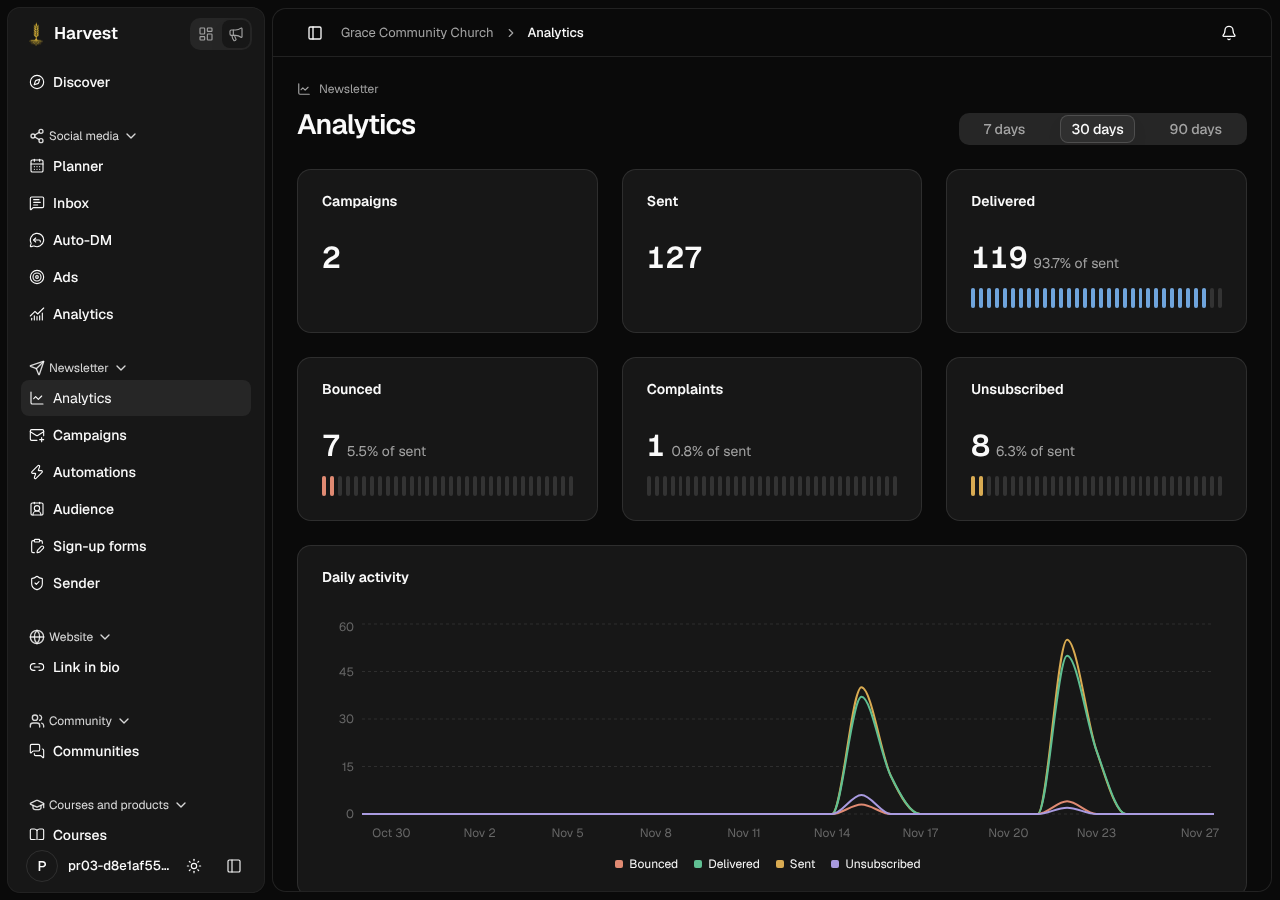 Harvest
Discover
Social media
Planner
Inbox
Auto-DM
Ads
Analytics
Newsletter
Analytics
Campaigns
Automations
Audience
Sign-up forms
Sender
Website
Link in bio
Community
Communities
Courses and products
Courses
P pr03-d8e1af55...
Grace Community Church > Analytics
Newsletter
Analytics
7 days 30 days 90 days
Campaigns
2
Sent
127
Delivered
119 93.7% of sent
Bounced
7 5.5% of sent
Complaints
1 0.8% of sent
Unsubscribed
8 6.3% of sent
Daily activity
60
45
30
15
0
Oct 30 Nov 2 Nov 5 Nov 8 Nov 11 Nov 14 Nov 17 Nov 20 Nov 23 Nov 27
Bounced Delivered Sent Unsubscribed